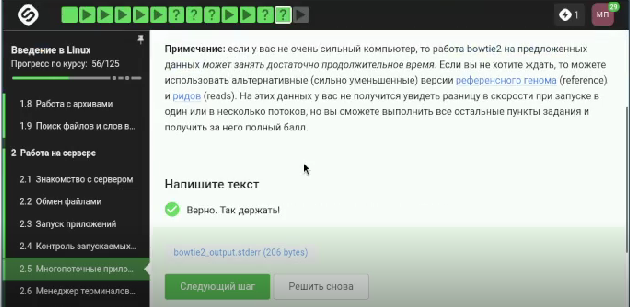 1
МП
29
Введение в Linux
Прогресс по курсу: 56/125
1.8 Работа с архивами
1.9 Поиск файлов и слов в...
2 Работа на сервере
2.1 Знакомство с сервером
2.2 Обмен файлами
2.3 Запуск приложений
2.4 Контроль запускаемых...
2.5 Многопоточные прило...
2.6 Менеджер терминалов...
Примечание: если у вас не очень сильный компьютер, то работа bowtie2 на предложенных
данных может занять достаточно продолжительное время. Если вы не хотите ждать, то можете
использовать альтернативные (сильно уменьшенные) версии референсного генома (reference)
и ридов (reads). На этих данных у вас не получится увидеть разницу в скорости при запуске в
один или в несколько потоков, но вы сможете выполнить все остальные пункты задания и
получить за него полный балл.
Напишите текст
Верно. Так держать!
bowtie2_output.stderr (206 bytes)
Следующий шаг
Решить снова